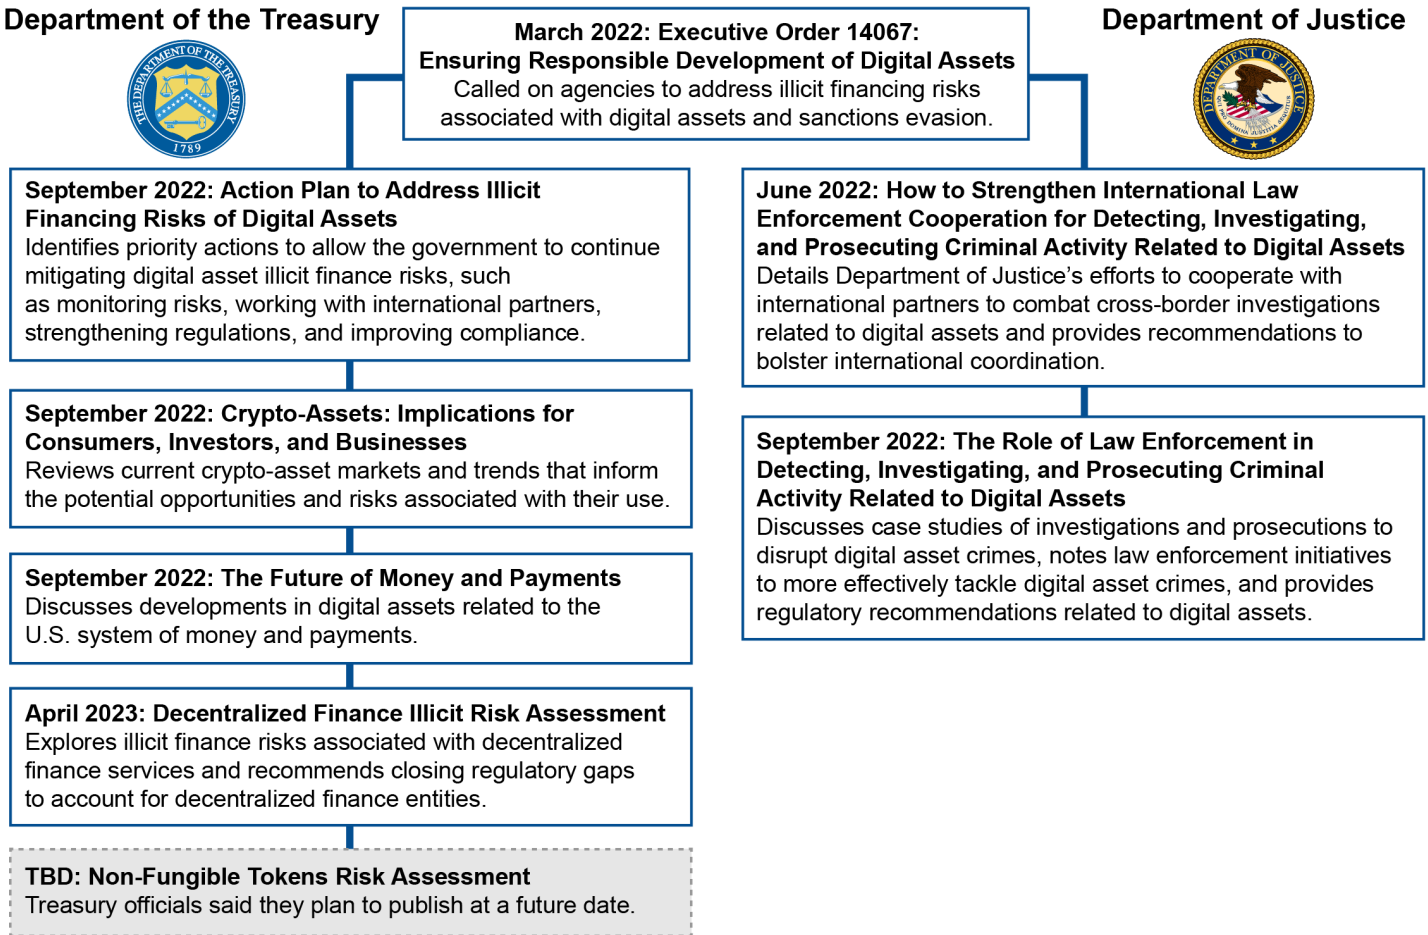 Department of the Treasury
THE DEPARTMENT OF THE TREASURY
1789
March 2022: Executive Order 14067:
Ensuring Responsible Development of Digital Assets
Called on agencies to address illicit financing risks
associated with digital assets and sanctions evasion.
Department of Justice
DEPARTMENT OF JUSTICE
QUI PRO DOMINA JUSTITIA SEQUITUR
September 2022: Action Plan to Address Illicit
Financing Risks of Digital Assets
Identifies priority actions to allow the government to continue
mitigating digital asset illicit finance risks, such
as monitoring risks, working with international partners,
strengthening regulations, and improving compliance.
September 2022: Crypto-Assets: Implications for
Consumers, Investors, and Businesses
Reviews current crypto-asset markets and trends that inform
the potential opportunities and risks associated with their use.
September 2022: The Future of Money and Payments
Discusses developments in digital assets related to the
U.S. system of money and payments.
April 2023: Decentralized Finance Illicit Risk Assessment
Explores illicit finance risks associated with decentralized
finance services and recommends closing regulatory gaps
to account for decentralized finance entities.
TBD: Non-Fungible Tokens Risk Assessment
Treasury officials said they plan to publish at a future date.
June 2022: How to Strengthen International Law
Enforcement Cooperation for Detecting, Investigating,
and Prosecuting Criminal Activity Related to Digital Assets
Details Department of Justice's efforts to cooperate with
international partners to combat cross-border investigations
related to digital assets and provides recommendations to
bolster international coordination.
September 2022: The Role of Law Enforcement in
Detecting, Investigating, and Prosecuting Criminal
Activity Related to Digital Assets
Discusses case studies of investigations and prosecutions to
disrupt digital asset crimes, notes law enforcement initiatives
to more effectively tackle digital asset crimes, and provides
regulatory recommendations related to digital assets.